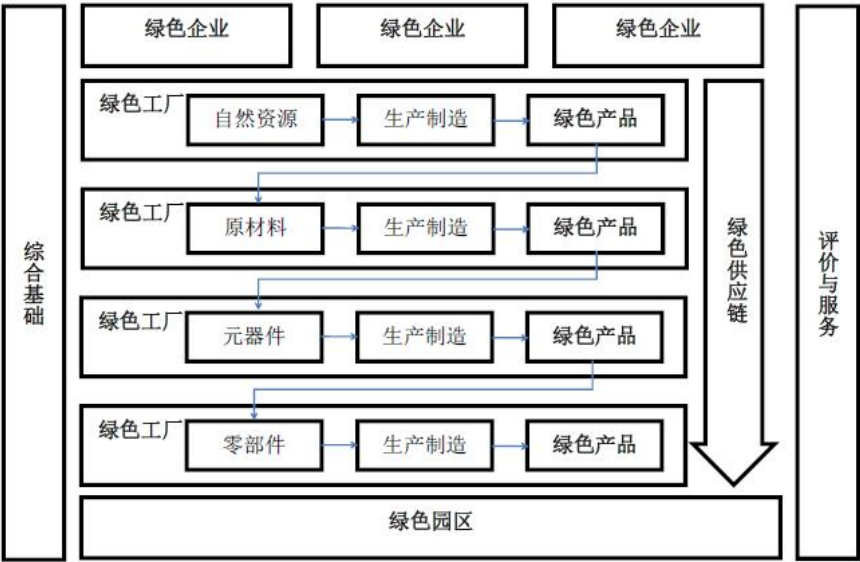 绿色企业
绿色企业
绿色企业
绿色工厂
自然资源
生产制造
绿色产品
绿色工厂
原材料
生产制造
绿色产品
绿色工厂
元器件
生产制造
绿色产品
绿色工厂
零部件
生产制造
绿色产品
绿色园区
综合基础
绿色供应链
评价与服务